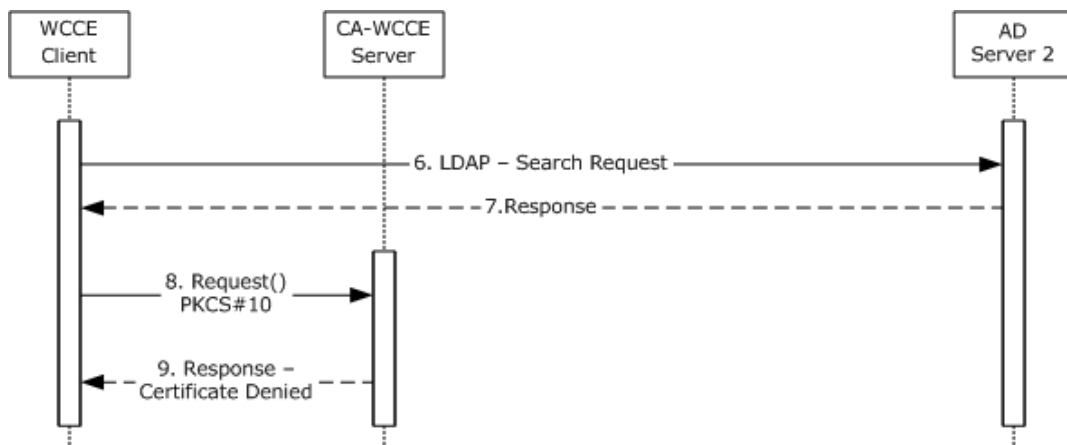 WCCE
Client
CA-WCCE
Server
AD
Server 2
6. LDAP – Search Request
7.Response
8. Request()
PKCS#10
9. Response –
Certificate Denied